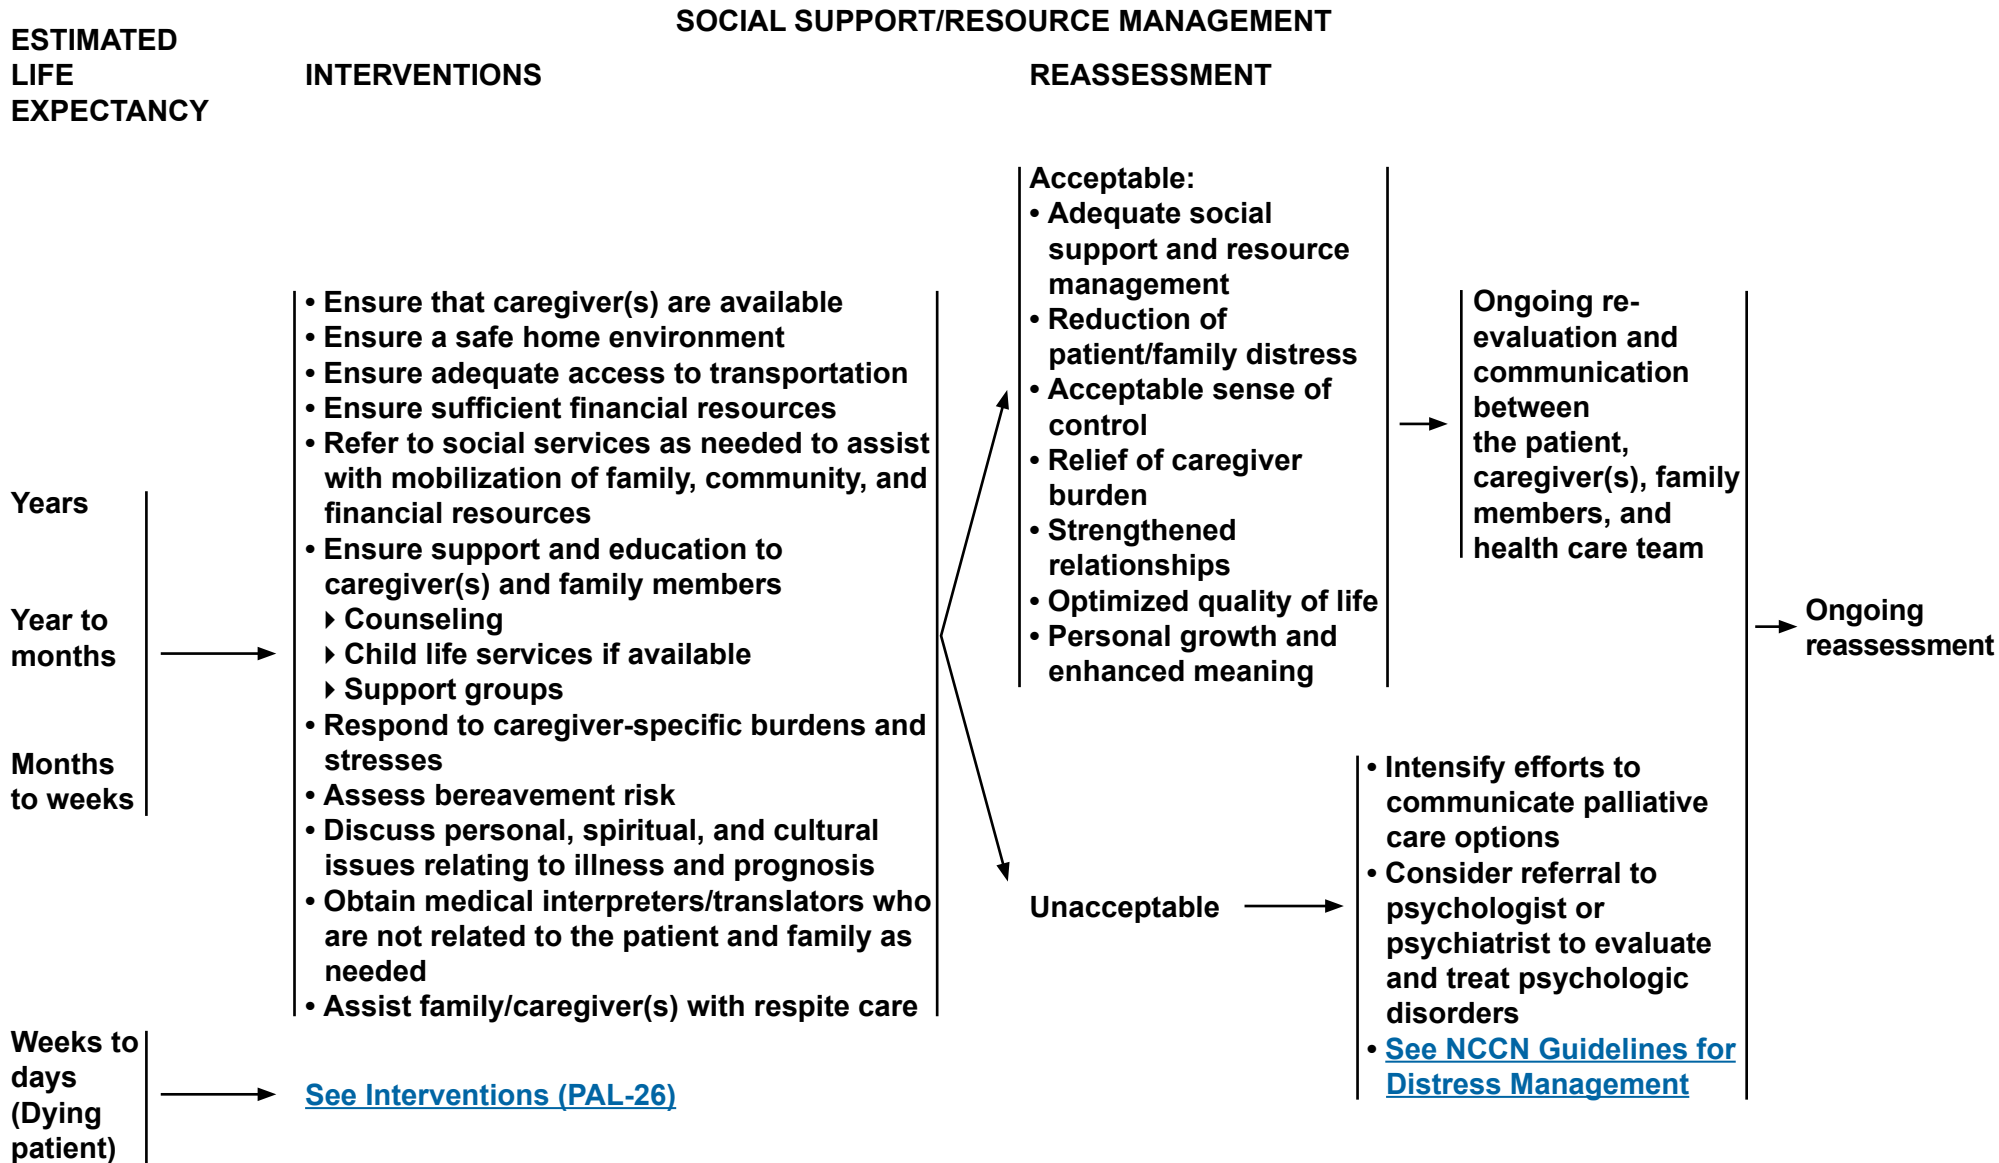 SOCIAL SUPPORT/RESOURCE MANAGEMENT
ESTIMATED
LIFE
EXPECTANCY
INTERVENTIONS
REASSESSMENT
Years
Year to
months
Months
to weeks
• Ensure that caregiver(s) are available
• Ensure a safe home environment
• Ensure adequate access to transportation
• Ensure sufficient financial resources
• Refer to social services as needed to assist
with mobilization of family, community, and
financial resources
• Ensure support and education to
caregiver(s) and family members
Counseling
Child life services if available
Support groups
• Respond to caregiver-specific burdens and
stresses
• Assess bereavement risk
• Discuss personal, spiritual, and cultural
issues relating to illness and prognosis
• Obtain medical interpreters/translators who
are not related to the patient and family as
needed
• Assist family/caregiver(s) with respite care
Acceptable:
• Adequate social
support and resource
management
• Reduction of
patient/family distress
• Acceptable sense of
control
• Relief of caregiver
burden
• Strengthened
relationships
• Optimized quality of life
• Personal growth and
enhanced meaning
Ongoing re-
evaluation and
communication
between
the patient,
caregiver(s), family
members, and
health care team
Unacceptable
• Intensify efforts to
communicate palliative
care options
• Consider referral to
psychologist or
psychiatrist to evaluate
and treat psychologic
disorders
• See NCCN Guidelines for
Distress Management
Ongoing
reassessment
Weeks to
days
(Dying
patient)
See Interventions (PAL-26)